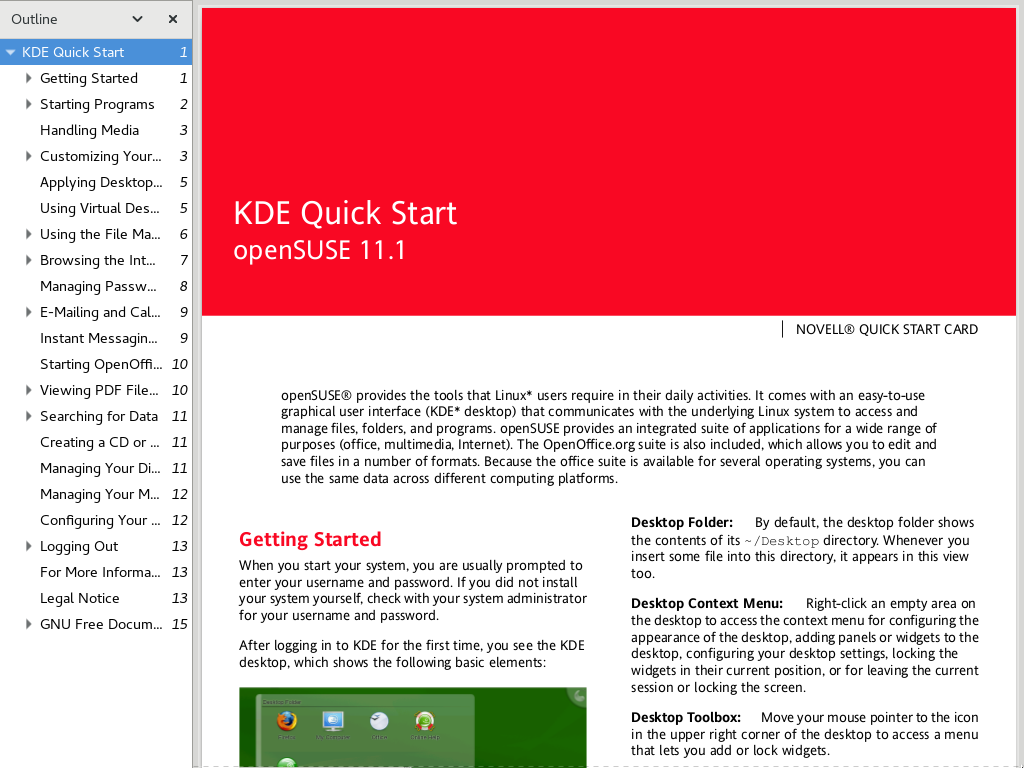 Outline
KDE Quick Start 1
Getting Started 1
Starting Programs 2
Handling Media 3
Customizing Your... 3
Applying Desktop... 5
Using Virtual Des... 5
Using the File Ma... 6
Browsing the Int... 7
Managing Passw... 8
E-Mailing and Cal... 9
Instant Messagin... 9
Starting OpenOffi... 10
Viewing PDF File... 10
Searching for Data 11
Creating a CD or ... 11
Managing Your Di... 11
Managing Your M... 12
Configuring Your ... 12
Logging Out 13
For More Informa... 13
Legal Notice 13
GNU Free Docum... 15
KDE Quick Start
openSUSE 11.1
NOVELL® QUICK START CARD
openSUSE® provides the tools that Linux* users require in their daily activities. It comes with an easy-to-use
graphical user interface (KDE* desktop) that communicates with the underlying Linux system to access and
manage files, folders, and programs. openSUSE provides an integrated suite of applications for a wide range of
purposes (office, multimedia, Internet). The OpenOffice.org suite is also included, which allows you to edit and
save files in a number of formats. Because the office suite is available for several operating systems, you can
use the same data across different computing platforms.
Getting Started
When you start your system, you are usually prompted to
enter your username and password. If you did not install
your system yourself, check with your system administrator
for your username and password.
After logging in to KDE for the first time, you see the KDE
desktop, which shows the following basic elements:
Desktop Folder
Desktop Folder: By default, the desktop folder shows
the contents of its ~/Desktop directory. Whenever you
insert some file into this directory, it appears in this view
too.
Desktop Context Menu: Right-click an empty area on
the desktop to access the context menu for configuring the
appearance of the desktop, adding panels or widgets to the
desktop, configuring your desktop settings, locking the
widgets in their current position, or for leaving the current
session or locking the screen.
Desktop Toolbox: Move your mouse pointer to the icon
in the upper right corner of the desktop to access a menu
that lets you add or lock widgets.